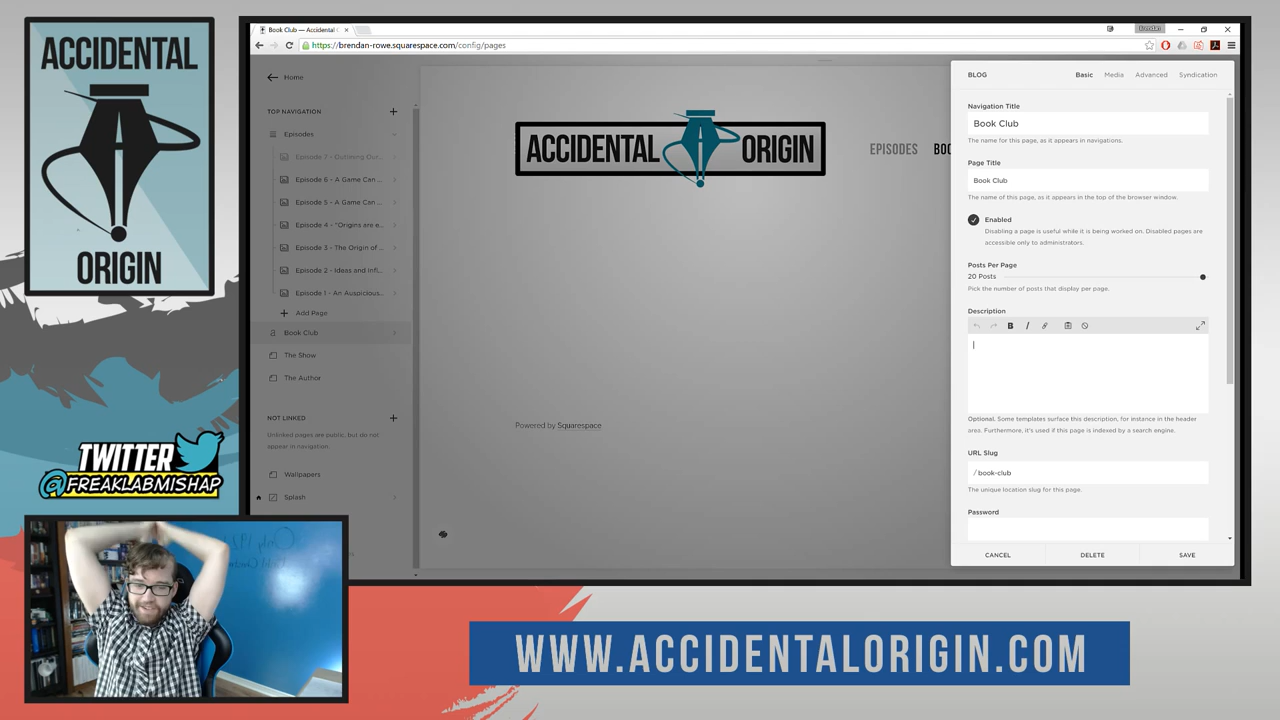 ACCIDENTAL
ORIGIN
TWITTER
@FREAKLABMISHAP
Book Club — Accidental
Brendan
https://brendan-rowe.squarespace.com/config/pages
Home
TOP NAVIGATION
Episodes
Episode 7 - Outlining Our...
Episode 6 - A Game Can ...
Episode 5 - A Game Can ...
Episode 4 - "Origins are e...
Episode 3 - The Origin of ...
Episode 2 - Ideas and Infl...
Episode 1 - An Auspicious...
Add Page
Book Club
The Show
The Author
NOT LINKED
Unlinked pages are public, but do not
appear in navigation.
Wallpapers
Splash
ACCIDENTAL ORIGIN
EPISODES BOO
Powered by Squarespace
BLOG
Basic Media Advanced Syndication
Navigation Title
Book Club
The name for this page, as it appears in navigations.
Page Title
Book Club
The name of this page, as it appears in the top of the browser window.
Enabled
Disabling a page is useful while it is being worked on. Disabled pages are
accessible only to administrators.
Posts Per Page
20 Posts
Pick the number of posts that display per page.
Description
B I
Optional. Some templates surface this description, for instance in the header
area. Furthermore, it's used if this page is indexed by a search engine.
URL Slug
/ book-club
The unique location slug for this page.
Password
CANCEL DELETE SAVE
WWW.ACCIDENTALORIGIN.COM